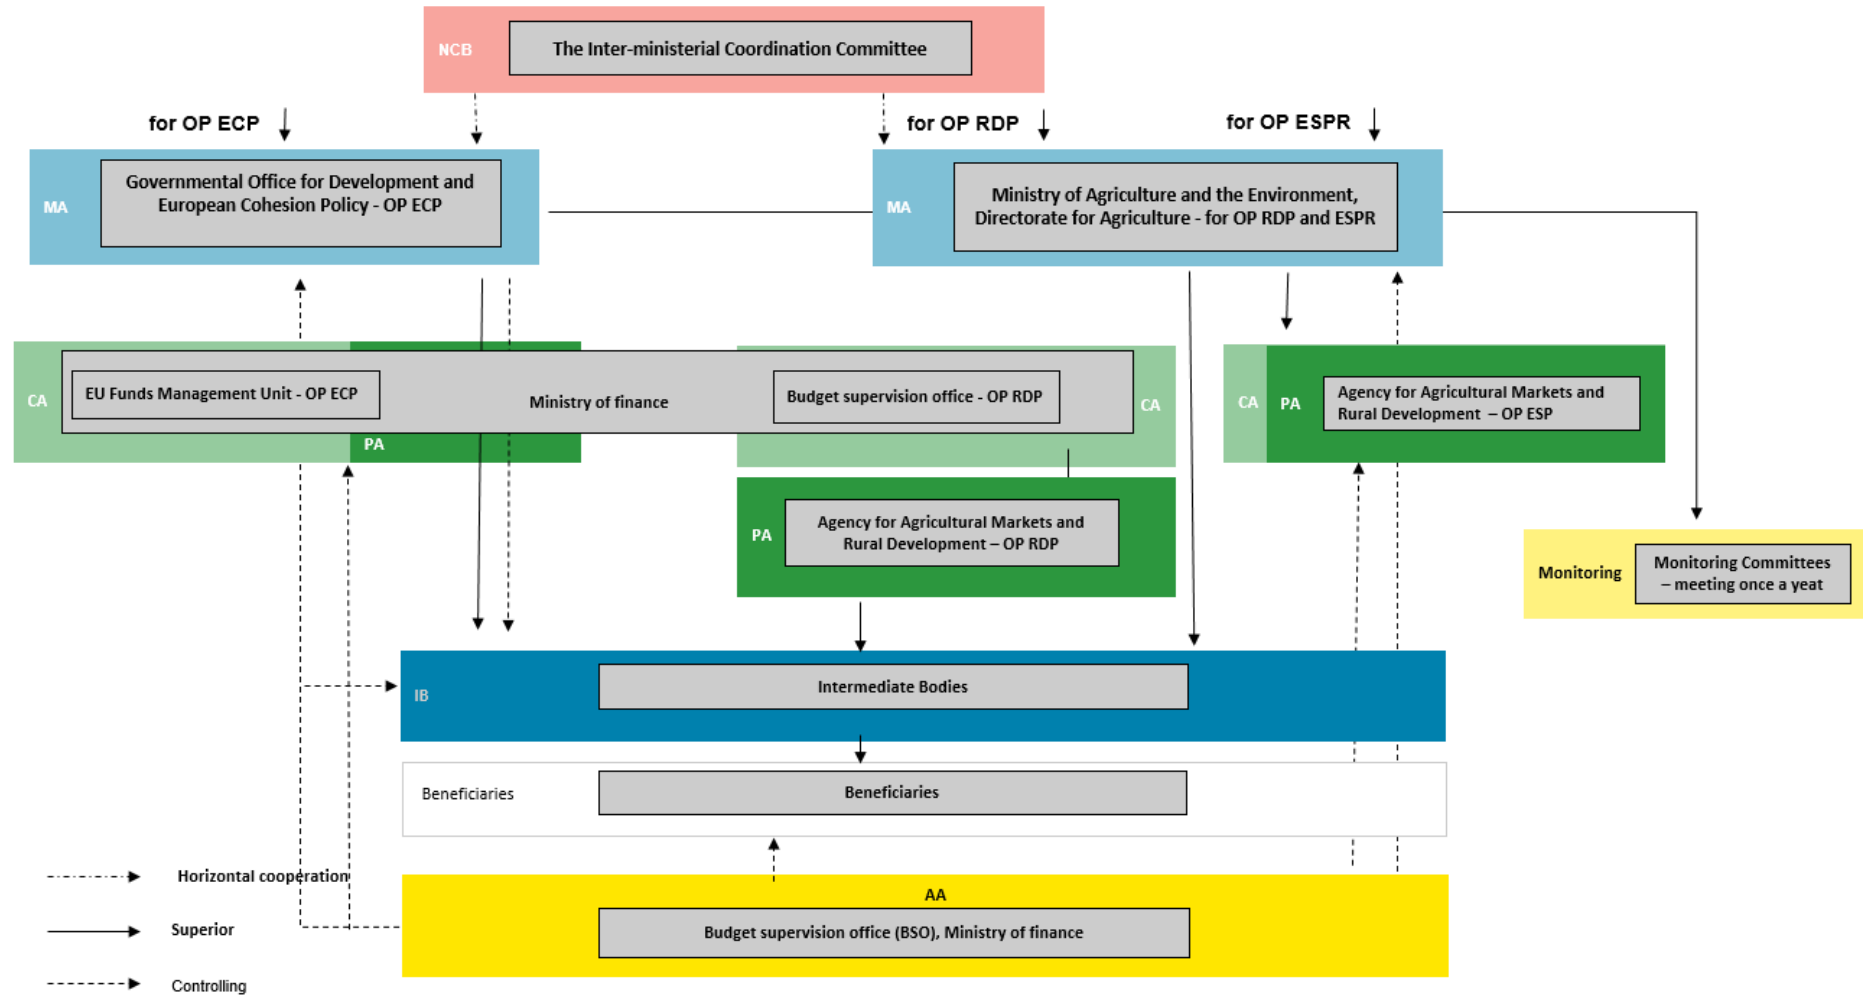 NCB
The Inter-ministerial Coordination Committee
for OP ECP
for OP RDP
for OP ESPR
MA
Governmental Office for Development and
European Cohesion Policy - OP ECP
MA
Ministry of Agriculture and the Environment,
Directorate for Agriculture - for OP RDP and ESPR
CA
EU Funds Management Unit - OP ECP
Ministry of finance
Budget supervision office - OP RDP
CA
PA
CA
PA
Agency for Agricultural Markets and
Rural Development – OP ESP
PA
Agency for Agricultural Markets and
Rural Development – OP RDP
Monitoring
Monitoring Committees
– meeting once a yeat
IB
Intermediate Bodies
Beneficiaries
Beneficiaries
Horizontal cooperation
Superior
Controlling
AA
Budget supervision office (BSO), Ministry of finance